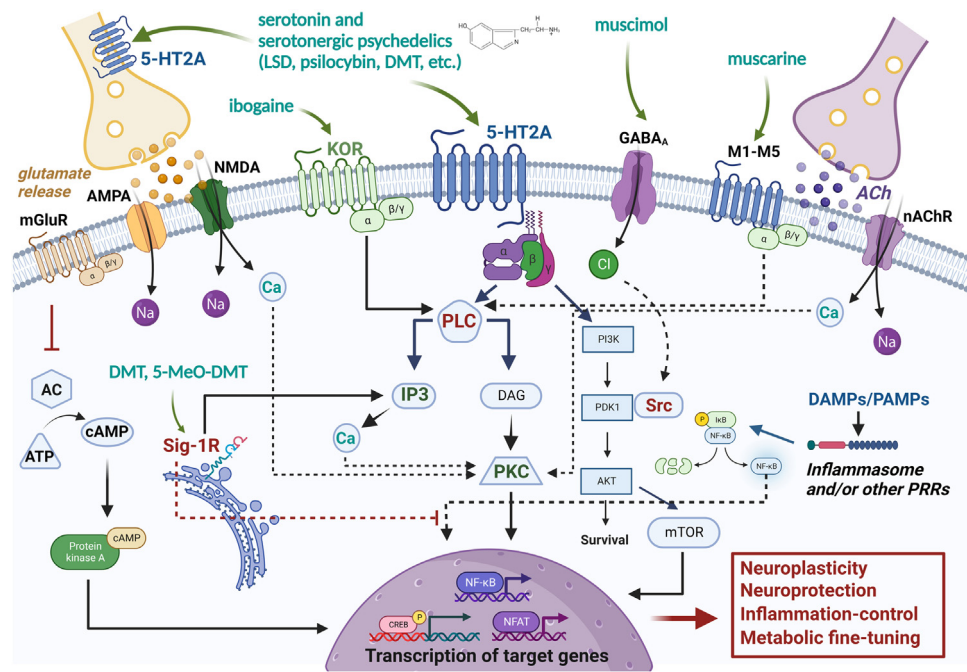 serotonin and
serotonergic psychedelics
(LSD, psilocybin, DMT, etc.)
HO
N
H
C
C
NH₃
+
5-HT2A
muscimol
muscarine
ibogaine
KOR
5-HT2A
GABAA
M1-M5
glutamate
release
AMPA
NMDA
mGluR
ACh
nAChR
α
β/γ
α
β/γ
α
β
γ
α
β/γ
Na
Na
Ca
Cl
Ca
Na
PLC
PI3K
AC
ATP
cAMP
DMT, 5-MeO-DMT
Sig-1R
IP3
DAG
PDK1
Src
Ca
PKC
AKT
P
IκB
NF-κB
NF-κB
DAMPs/PAMPs
Inflammasome
and/or other PRRs
Survival
mTOR
Protein
kinase A
cAMP
NF-κB
CREB
P
NFAT
Transcription of target genes
Neuroplasticity
Neuroprotection
Inflammation-control
Metabolic fine-tuning